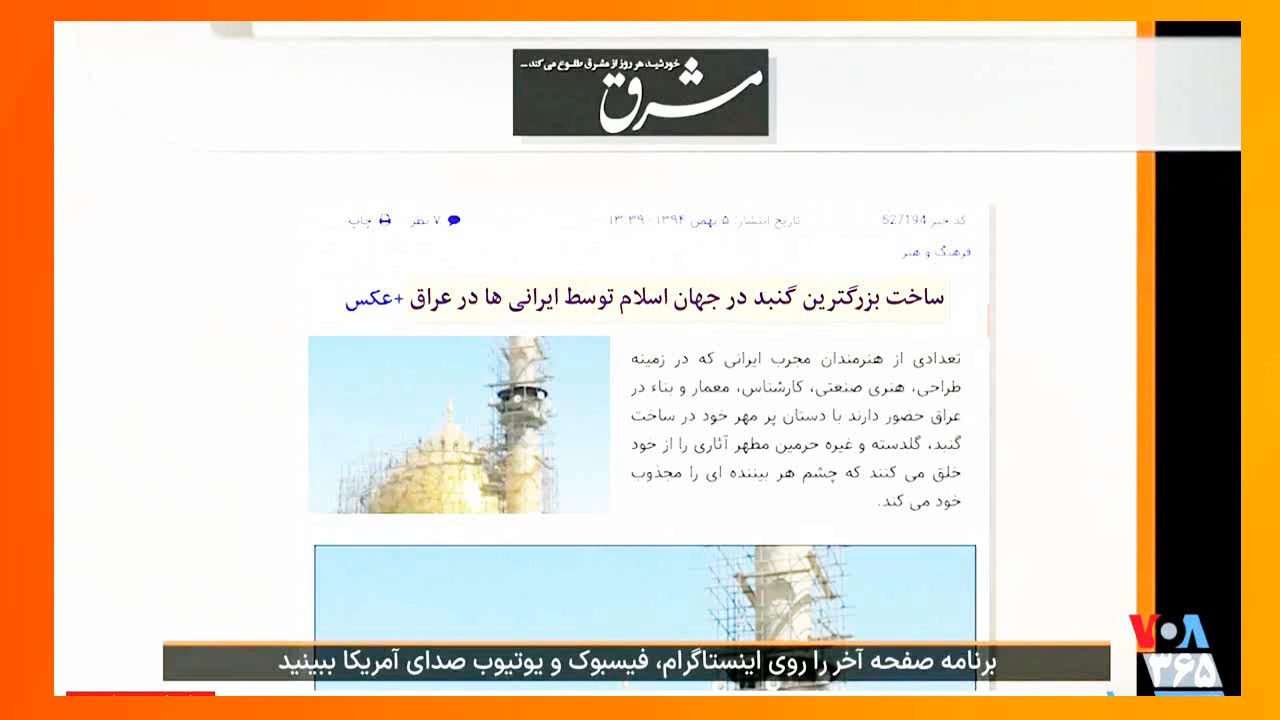 خورشید هر روز از مشرق طلوع می کند...
مشرق
کد خبر 527194
تاریخ انتشار: ۵ بهمن ۱۳۹۴ - ۱۳:۳۹
۷ نظر
چاپ
فرهنگ و هنر
ساخت بزرگترین گنبد در جهان اسلام توسط ایرانی ها در عراق +عکس
تعدادی از هنرمندان مجرب ایرانی که در زمینه
طراحی، هنری صنعتی، کارشناس، معمار و بناء در
عراق حضور دارند با دستان پر مهر خود در ساخت
گنبد، گلدسته و غیره حرمین مطهر آثاری را از خود
خلق می کنند که چشم هر بیننده ای را مجذوب
خود می کند.
برنامه صفحه آخر را روی اینستاگرام، فیسبوک و یوتیوب صدای آمریکا ببینید
VOA
۳۶۵